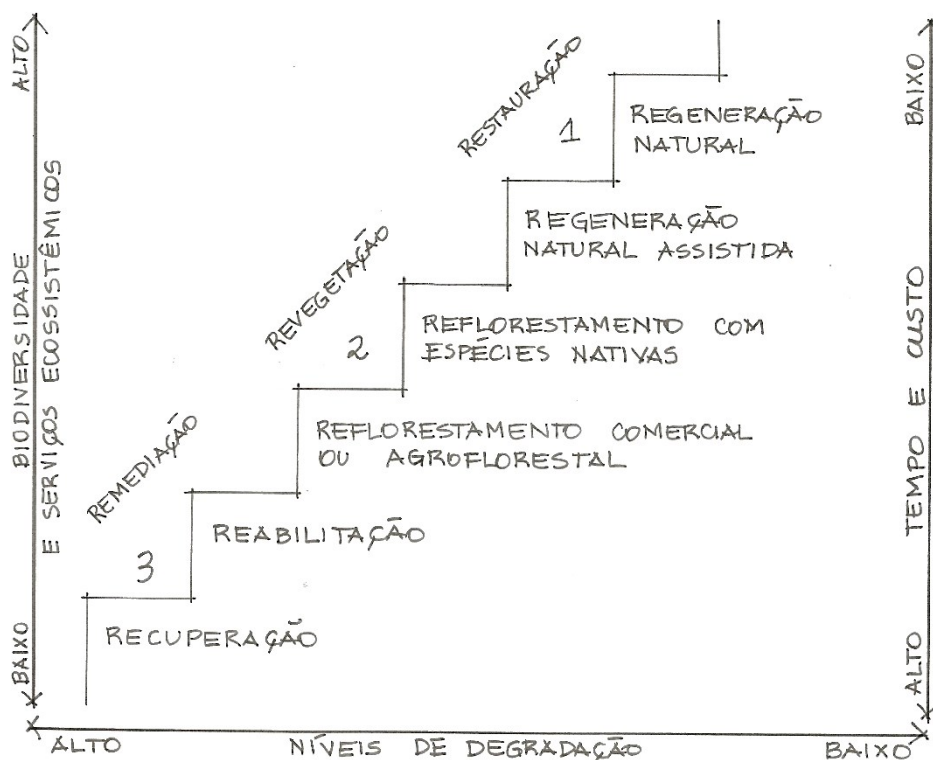 ALTO
BIODIVERSIDADE
E SERVIÇOS ECOSSISTÊMICOS
BAIXO
RESTAURAÇÃO
1
REGENERAÇÃO
NATURAL
REGENERAÇÃO
NATURAL ASSISTIDA
REVEGETAÇÃO
2
REFLORESTAMENTO COM
ESPÉCIES NATIVAS
REFLORESTAMENTO COMERCIAL
OU AGROFLORESTAL
REMEDIAÇÃO
3
REABILITAÇÃO
RECUPERAÇÃO
BAIXO
TEMPO E CUSTO
ALTO
ALTO NÍVEIS DE DEGRADAÇÃO BAIXO